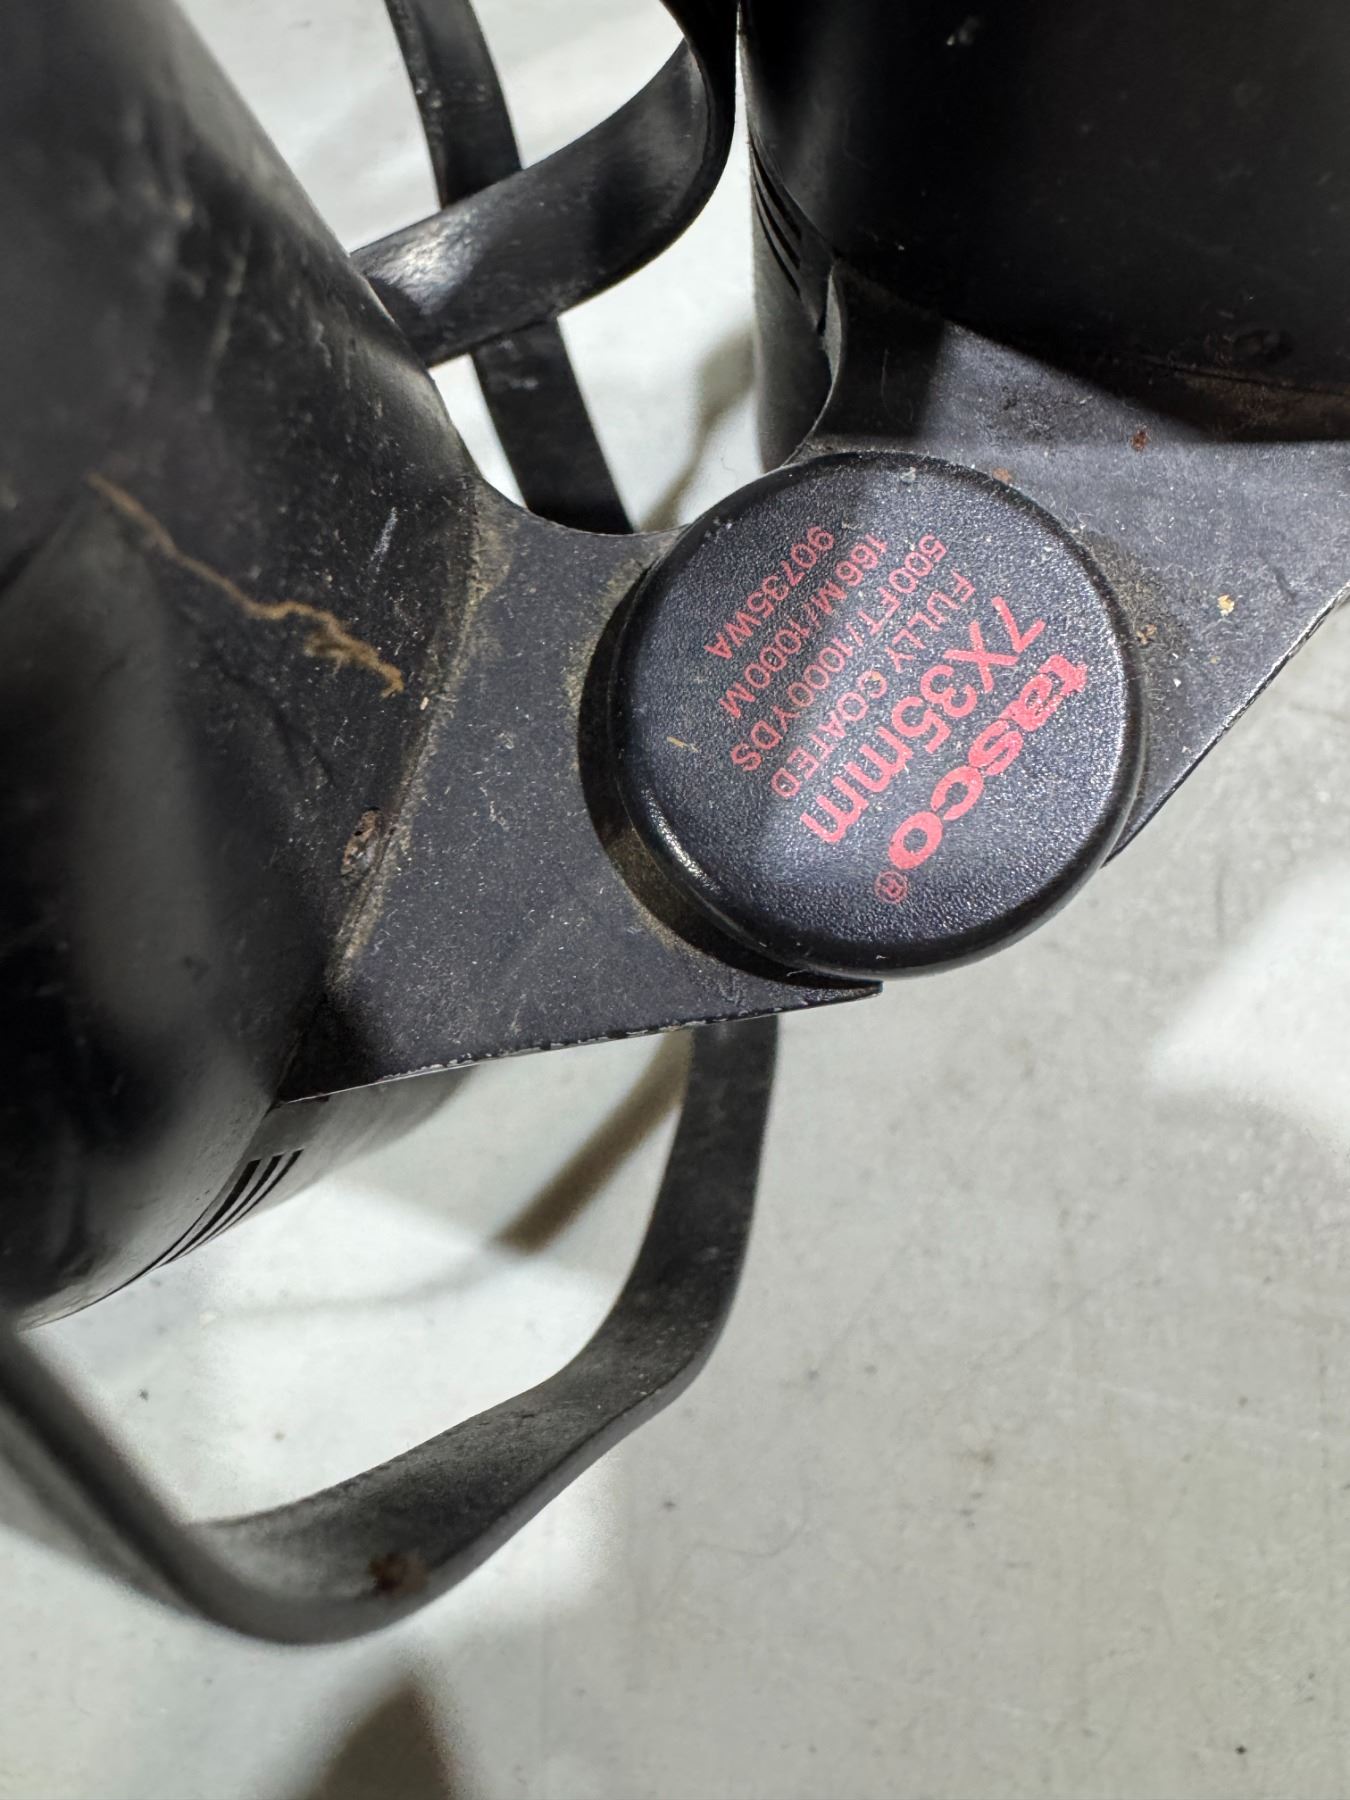 tasco®
7X35mm
FULLY COATED
500FT/1000YDS
166M/1000M
90735WA